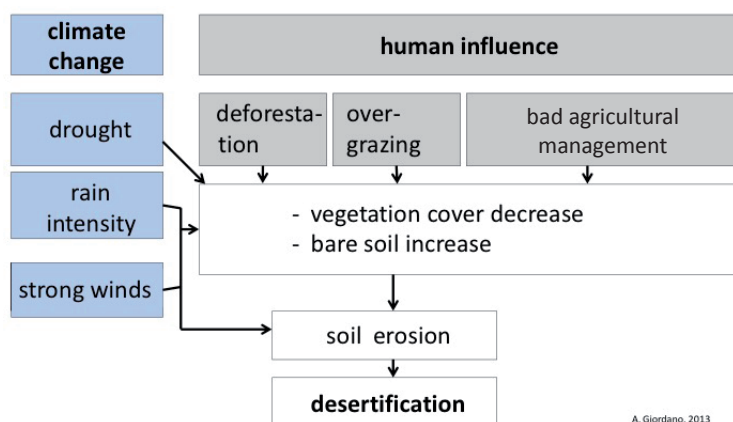 climate
change
human influence
drought
deforesta-
tion
over-
grazing
bad agricultural
management
rain
intensity
- vegetation cover decrease
- bare soil increase
strong winds
soil erosion
desertification
A. Giordano, 2013